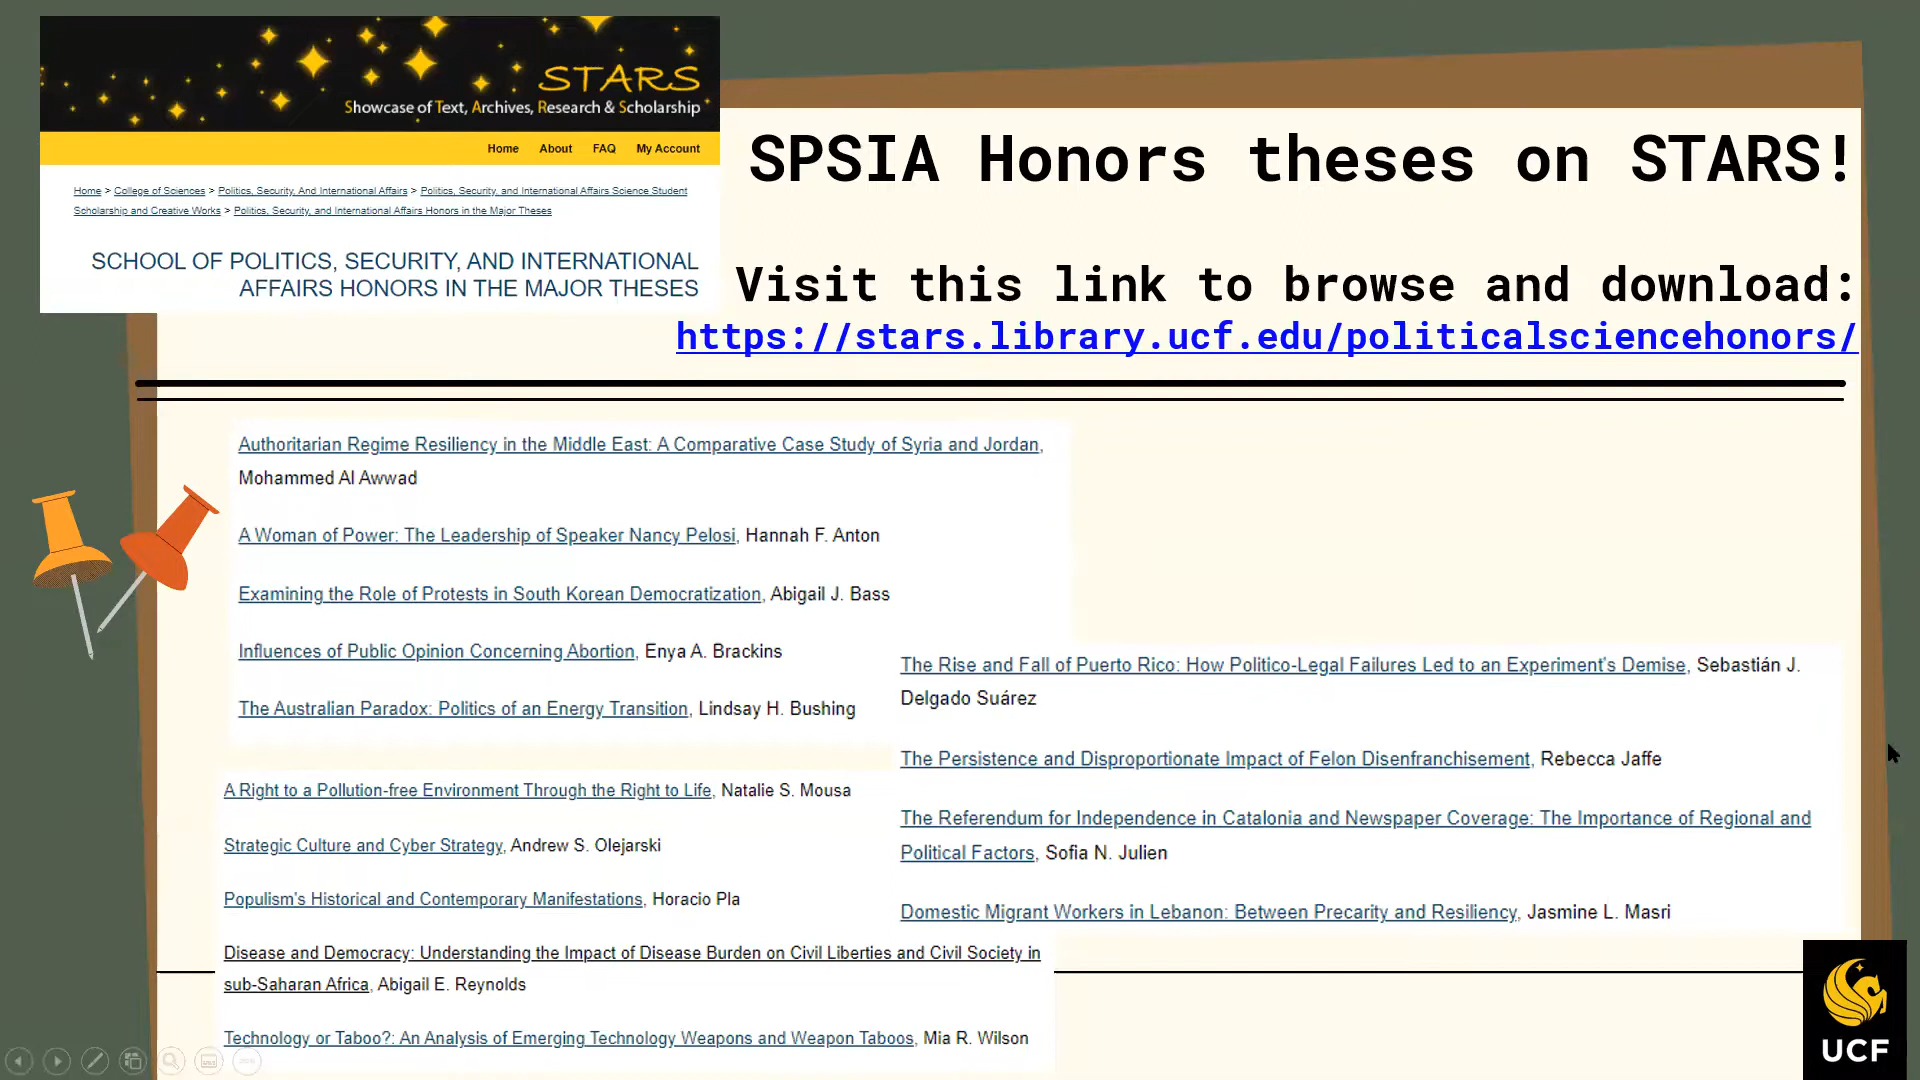 STARS
Showcase of Text, Archives, Research & Scholarship
Home About FAQ My Account
Home > College of Sciences > Politics, Security, And International Affairs > Politics, Security, and International Affairs Science Student
Scholarship and Creative Works > Politics, Security, and International Affairs Honors in the Major Theses
SCHOOL OF POLITICS, SECURITY, AND INTERNATIONAL
AFFAIRS HONORS IN THE MAJOR THESES
SPSIA Honors theses on STARS!
Visit this link to browse and download:
https://stars.library.ucf.edu/politicalsciencehonors/
Authoritarian Regime Resiliency in the Middle East: A Comparative Case Study of Syria and Jordan,
Mohammed Al Awwad
A Woman of Power: The Leadership of Speaker Nancy Pelosi, Hannah F. Anton
Examining the Role of Protests in South Korean Democratization, Abigail J. Bass
Influences of Public Opinion Concerning Abortion, Enya A. Brackins
The Australian Paradox: Politics of an Energy Transition, Lindsay H. Bushing
The Rise and Fall of Puerto Rico: How Politico-Legal Failures Led to an Experiment's Demise, Sebastián J.
Delgado Suárez
The Persistence and Disproportionate Impact of Felon Disenfranchisement, Rebecca Jaffe
The Referendum for Independence in Catalonia and Newspaper Coverage: The Importance of Regional and
Political Factors, Sofia N. Julien
Domestic Migrant Workers in Lebanon: Between Precarity and Resiliency, Jasmine L. Masri
A Right to a Pollution-free Environment Through the Right to Life, Natalie S. Mousa
Strategic Culture and Cyber Strategy, Andrew S. Olejarski
Populism's Historical and Contemporary Manifestations, Horacio Pla
Disease and Democracy: Understanding the Impact of Disease Burden on Civil Liberties and Civil Society in
sub-Saharan Africa, Abigail E. Reynolds
Technology or Taboo?: An Analysis of Emerging Technology Weapons and Weapon Taboos, Mia R. Wilson
UCF